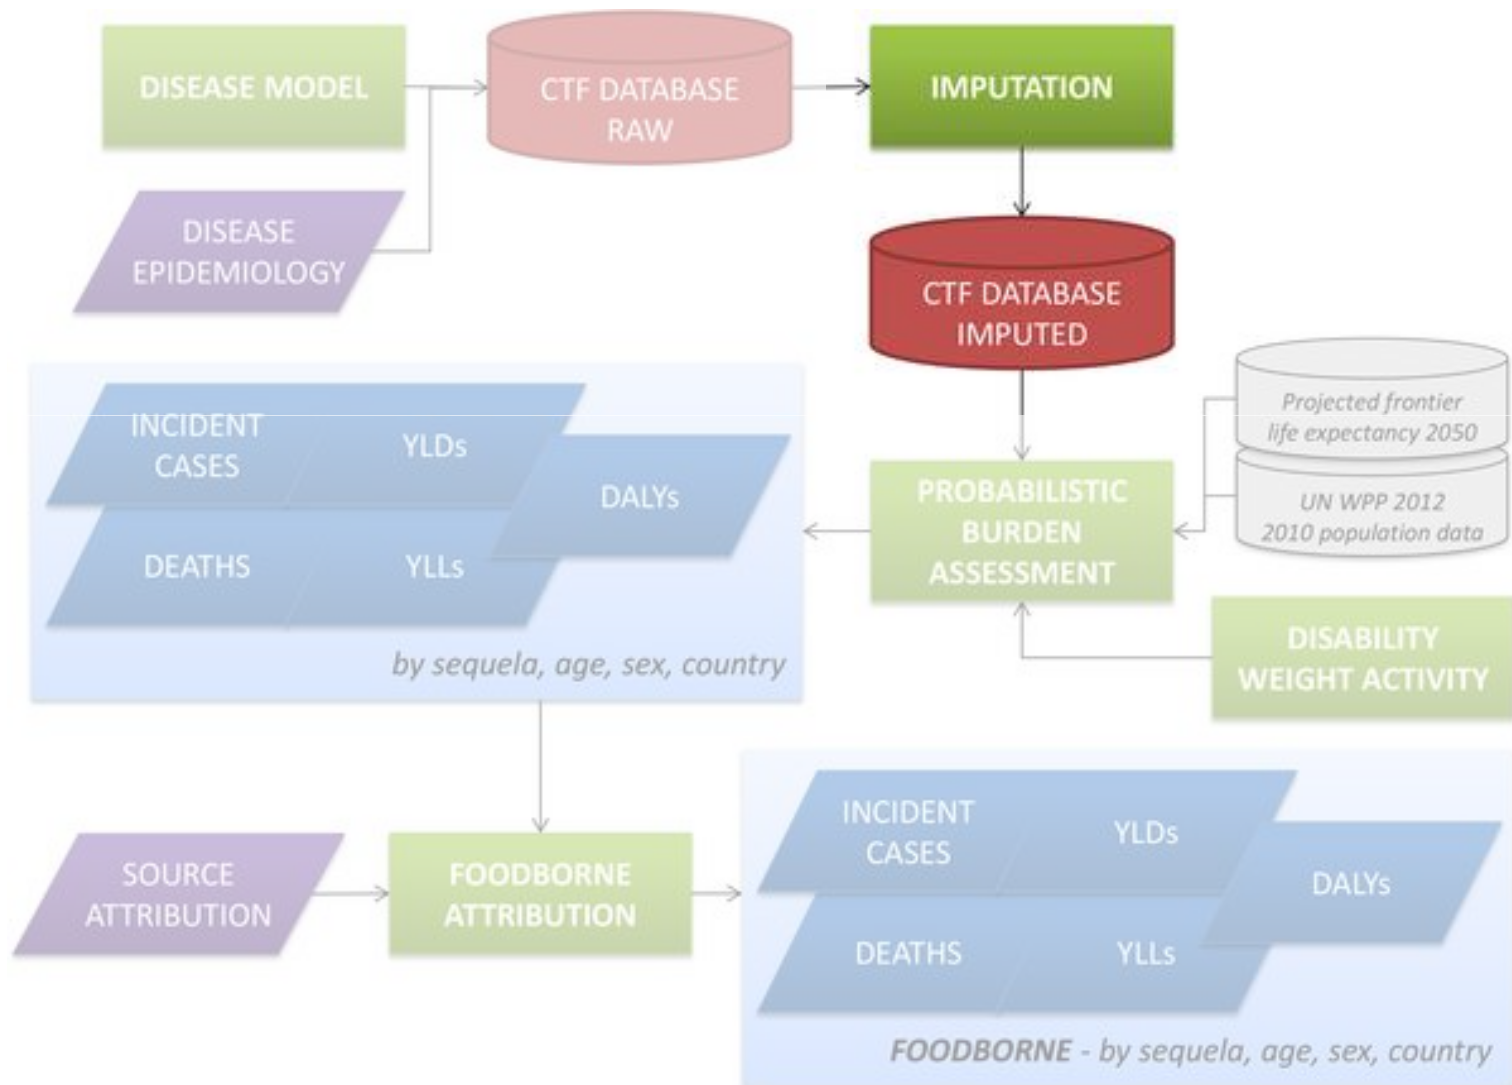 DISEASE MODEL
CTF DATABASE
RAW
IMPUTATION
DISEASE
EPIDEMIOLOGY
CTF DATABASE
IMPUTED
Projected frontier
life expectancy 2050
UN WPP 2012
2010 population data
INCIDENT
CASES
YLDs
DALYs
DEATHS
YLLs
by sequela, age, sex, country
PROBABILISTIC
BURDEN
ASSESSMENT
DISABILITY
WEIGHT ACTIVITY
SOURCE
ATTRIBUTION
FOODBORNE
ATTRIBUTION
INCIDENT
CASES
YLDs
DALYs
DEATHS
YLLs
FOODBORNE - by sequela, age, sex, country